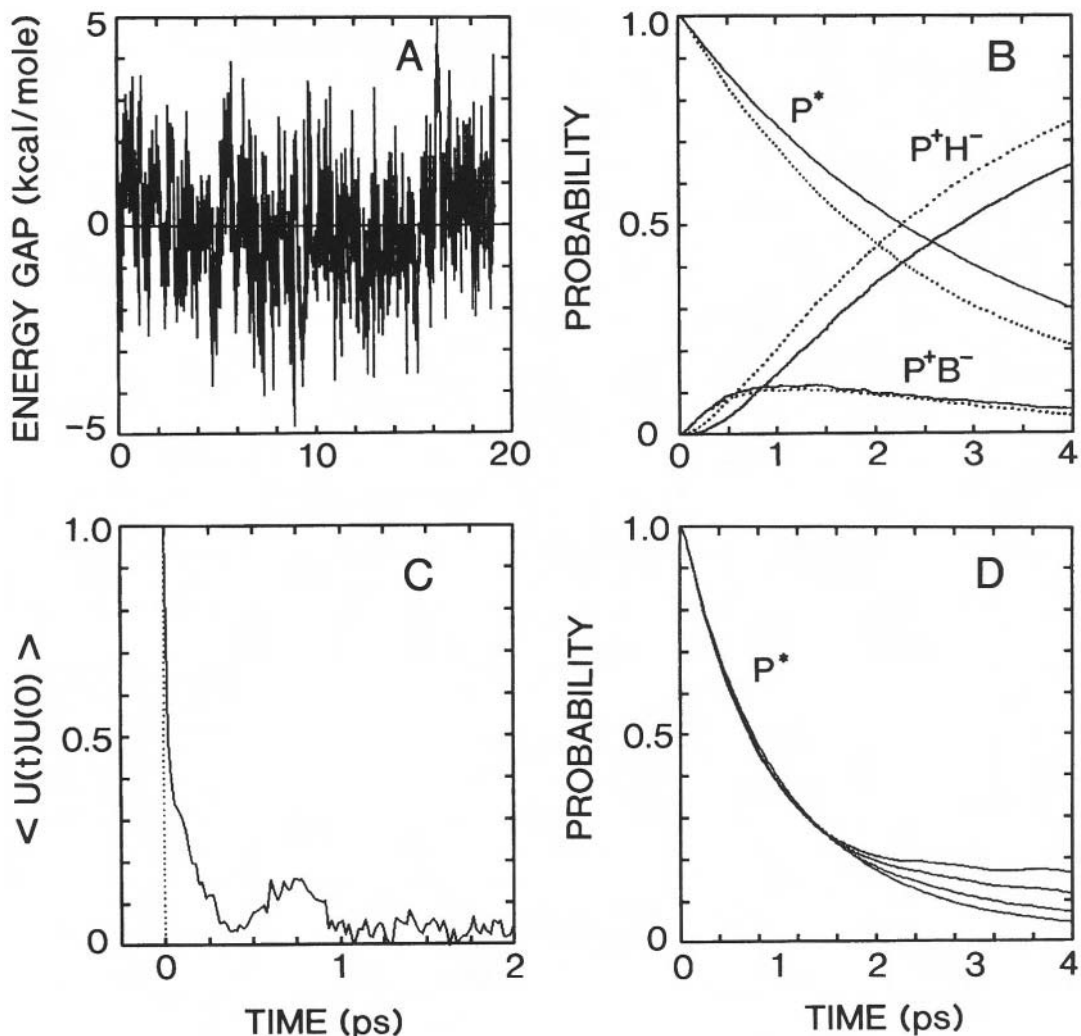 ENERGY GAP (kcal/mole)
5
0
-5
A
0 10 20
PROBABILITY
1.0
0.5
0
B
P*
P+H-
P+B-
0 1 2 3 4
< U(t)U(0) >
1.0
0.5
0
C
0 1 2
TIME (ps)
PROBABILITY
1.0
0.5
0
D
P*
0 1 2 3 4
TIME (ps)